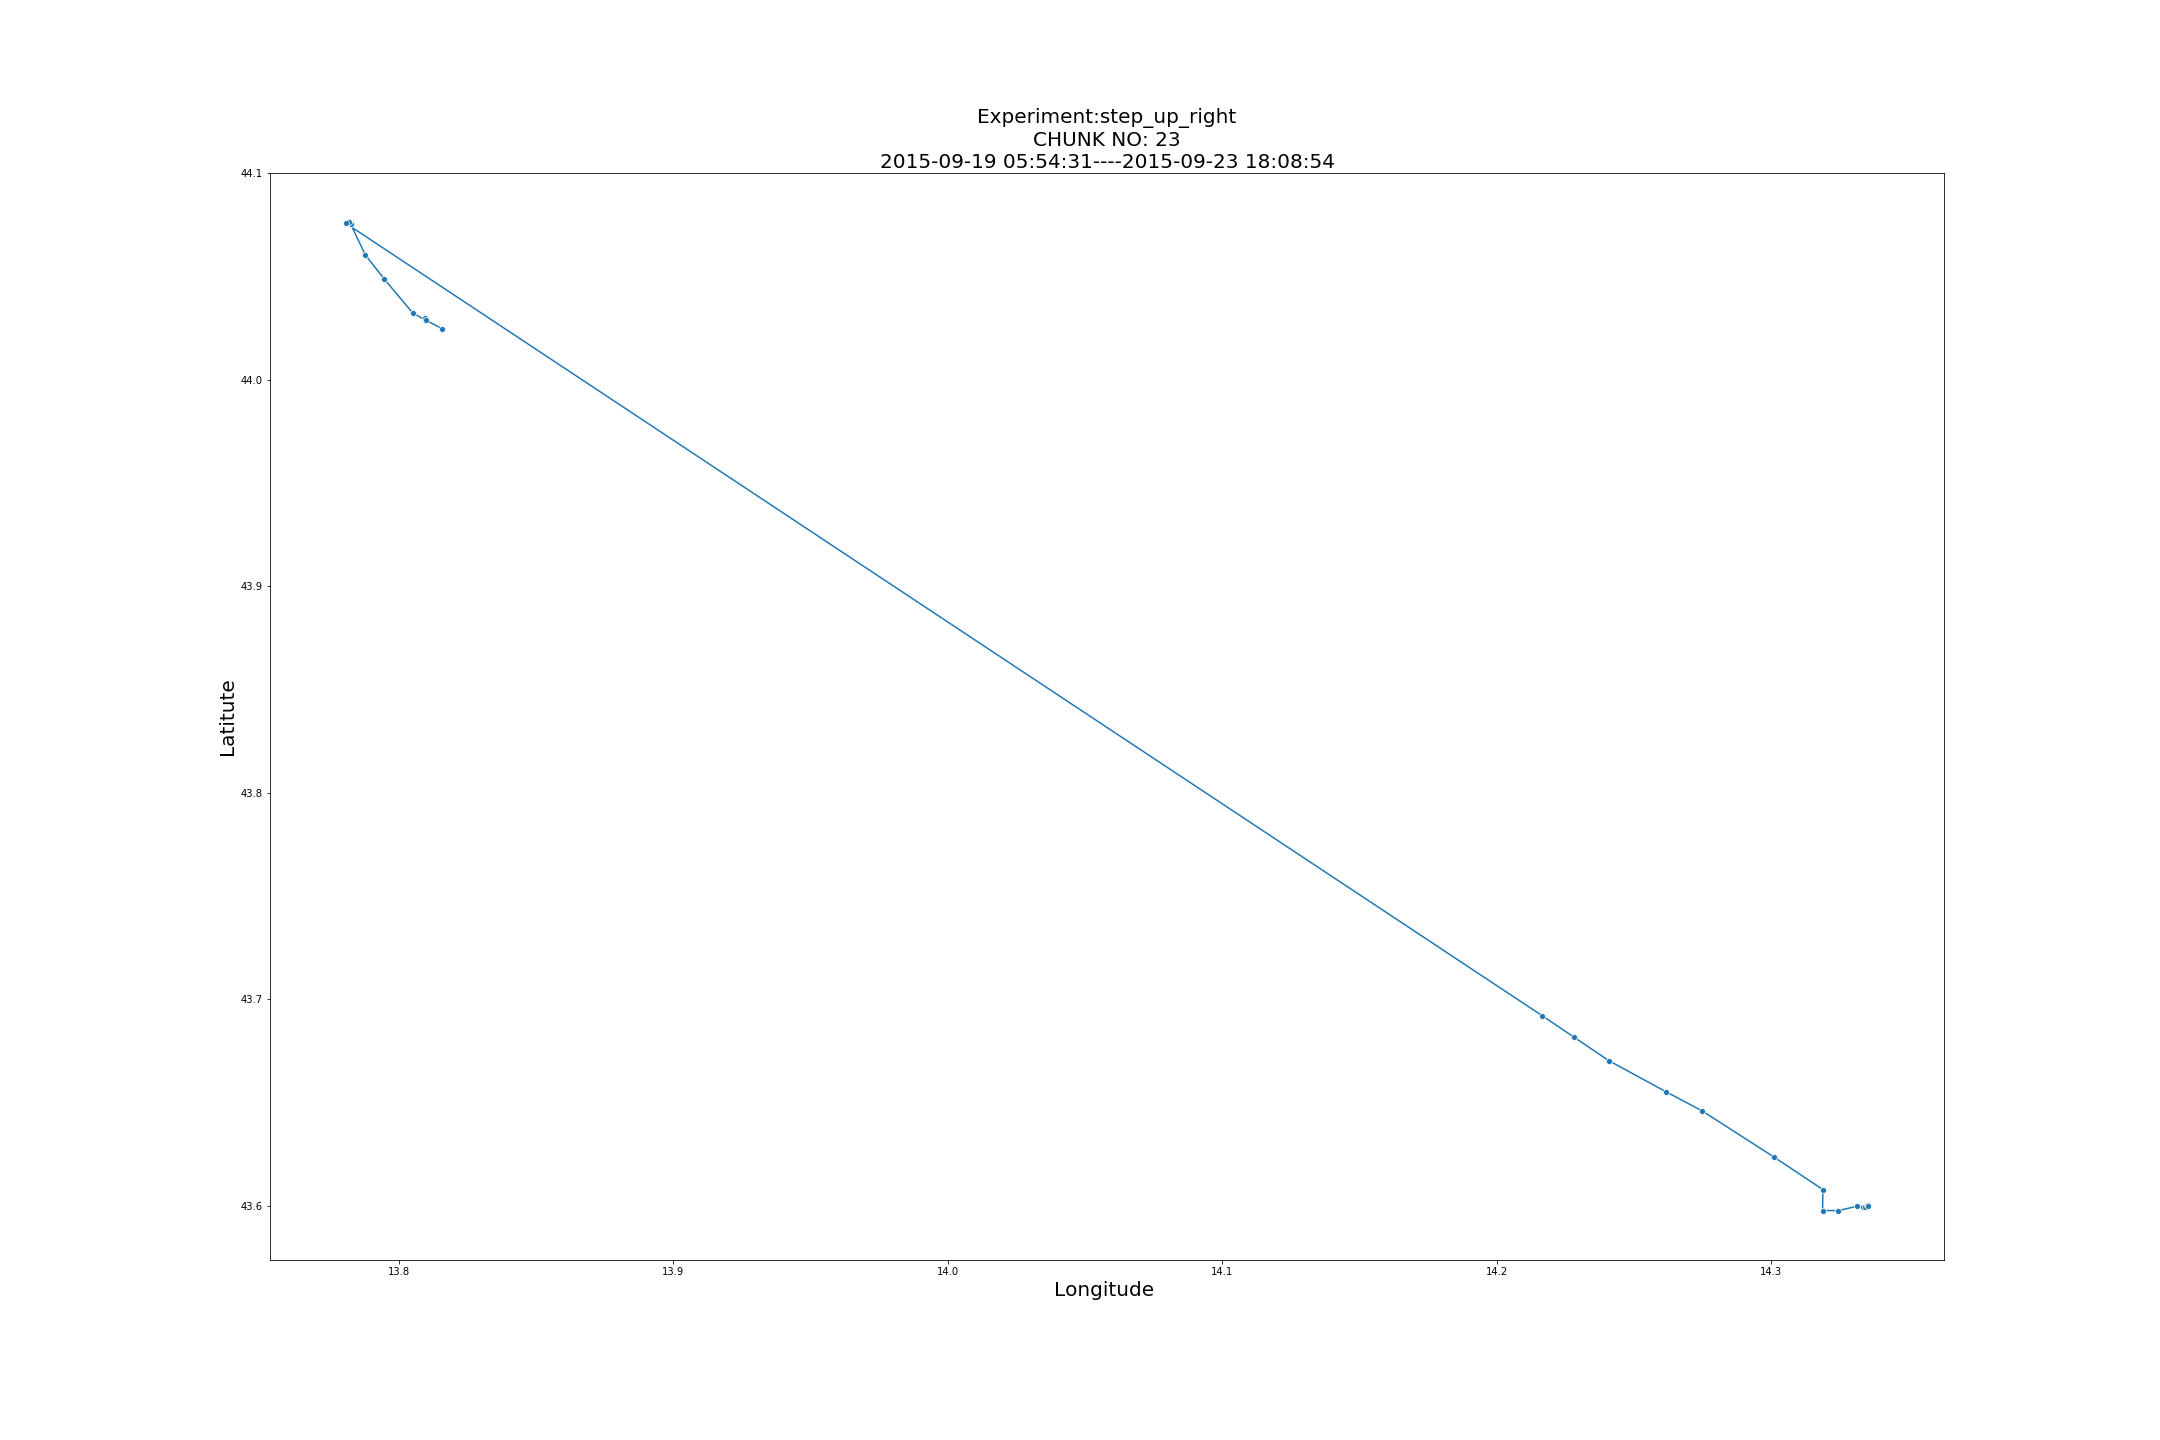 Experiment:step_up_right
CHUNK NO: 23
2015-09-19 05:54:31----2015-09-23 18:08:54
44.1
44.0
43.9
43.8
43.7
43.6
Latitute
13.8 13.9 14.0 14.1 14.2 14.3
Longitude